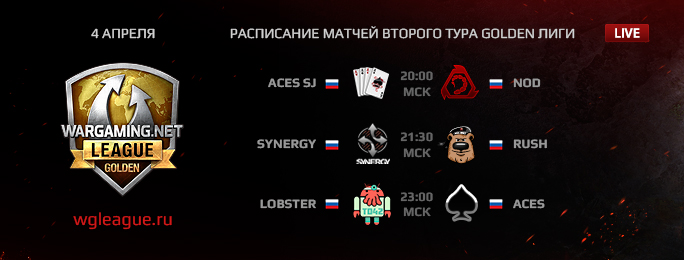 4 АПРЕЛЯ
РАСПИСАНИЕ МАТЧЕЙ ВТОРОГО ТУРА GOLDEN ЛИГИ
LIVE
WARGAMING.NET
LEAGUE
GOLDEN
wgleague.ru
ACES SJ 20:00 МСК NOD
SYNERGY SYNERGY 21:30 МСК RUSH
LOBSTER TO42 23:00 МСК ACES